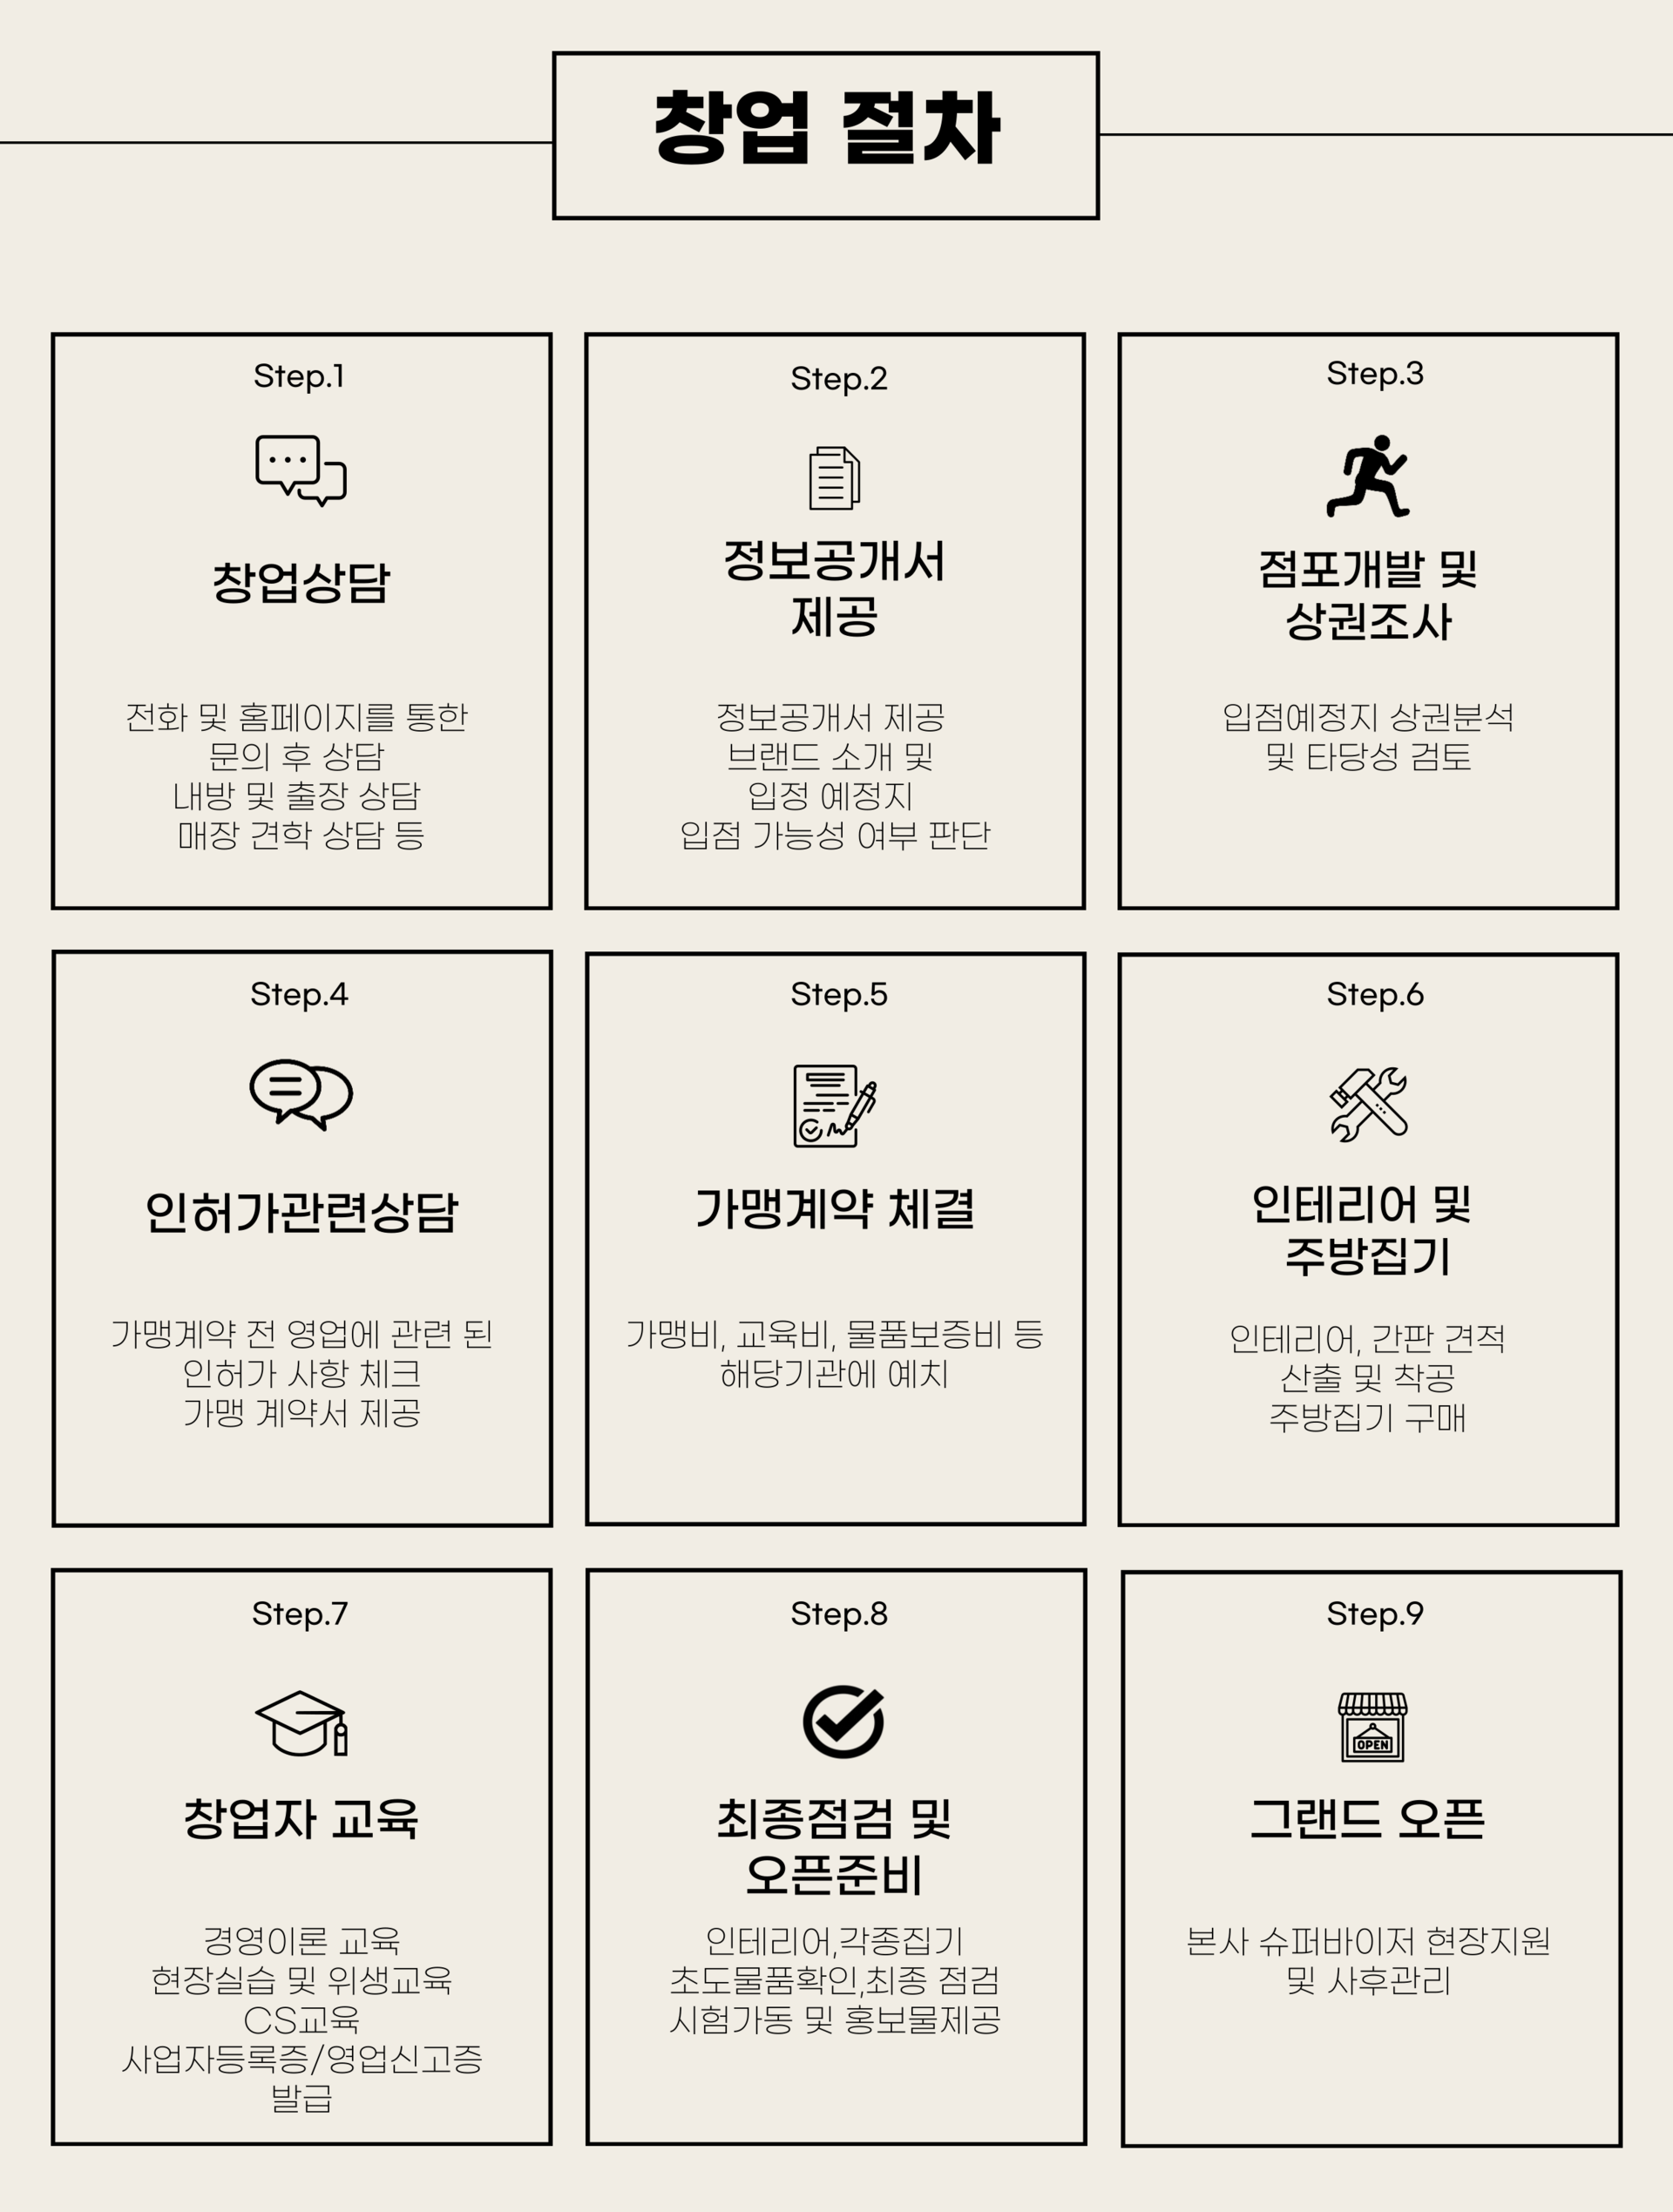 창업 절차
Step.1
창업상담
전화 및 홈페이지를 통한
문의 후 상담
내방 및 출장 상담
매장 견학 상담 등
Step.2
정보공개서
제공
정보공개서 제공
브랜드 소개 및
입정 예정지
입점 가능성 여부 판단
Step.3
점포개발 및
상권조사
입점예정지 상권분석
및 타당성 검토
Step.4
인허가관련상담
가맹계약 전 영업에 관련 된
인허가 사항 체크
가맹 계약서 제공
Step.5
가맹계약 체결
가맹비, 교육비, 물품보증비 등
해당기관에 예치
Step.6
인테리어 및
주방집기
인테리어, 간판 견적
산출 및 착공
주방집기 구매
Step.7
창업자 교육
경영이론 교육
현장실습 및 위생교육
CS교육
사업자등록증/영업신고증
발급
Step.8
최종점검 및
오픈준비
인테리어,각종집기
초도물품확인,최종 점검
시험가동 및 홍보물제공
Step.9
OPEN
그랜드 오픈
본사 슈퍼바이저 현장지원
및 사후관리